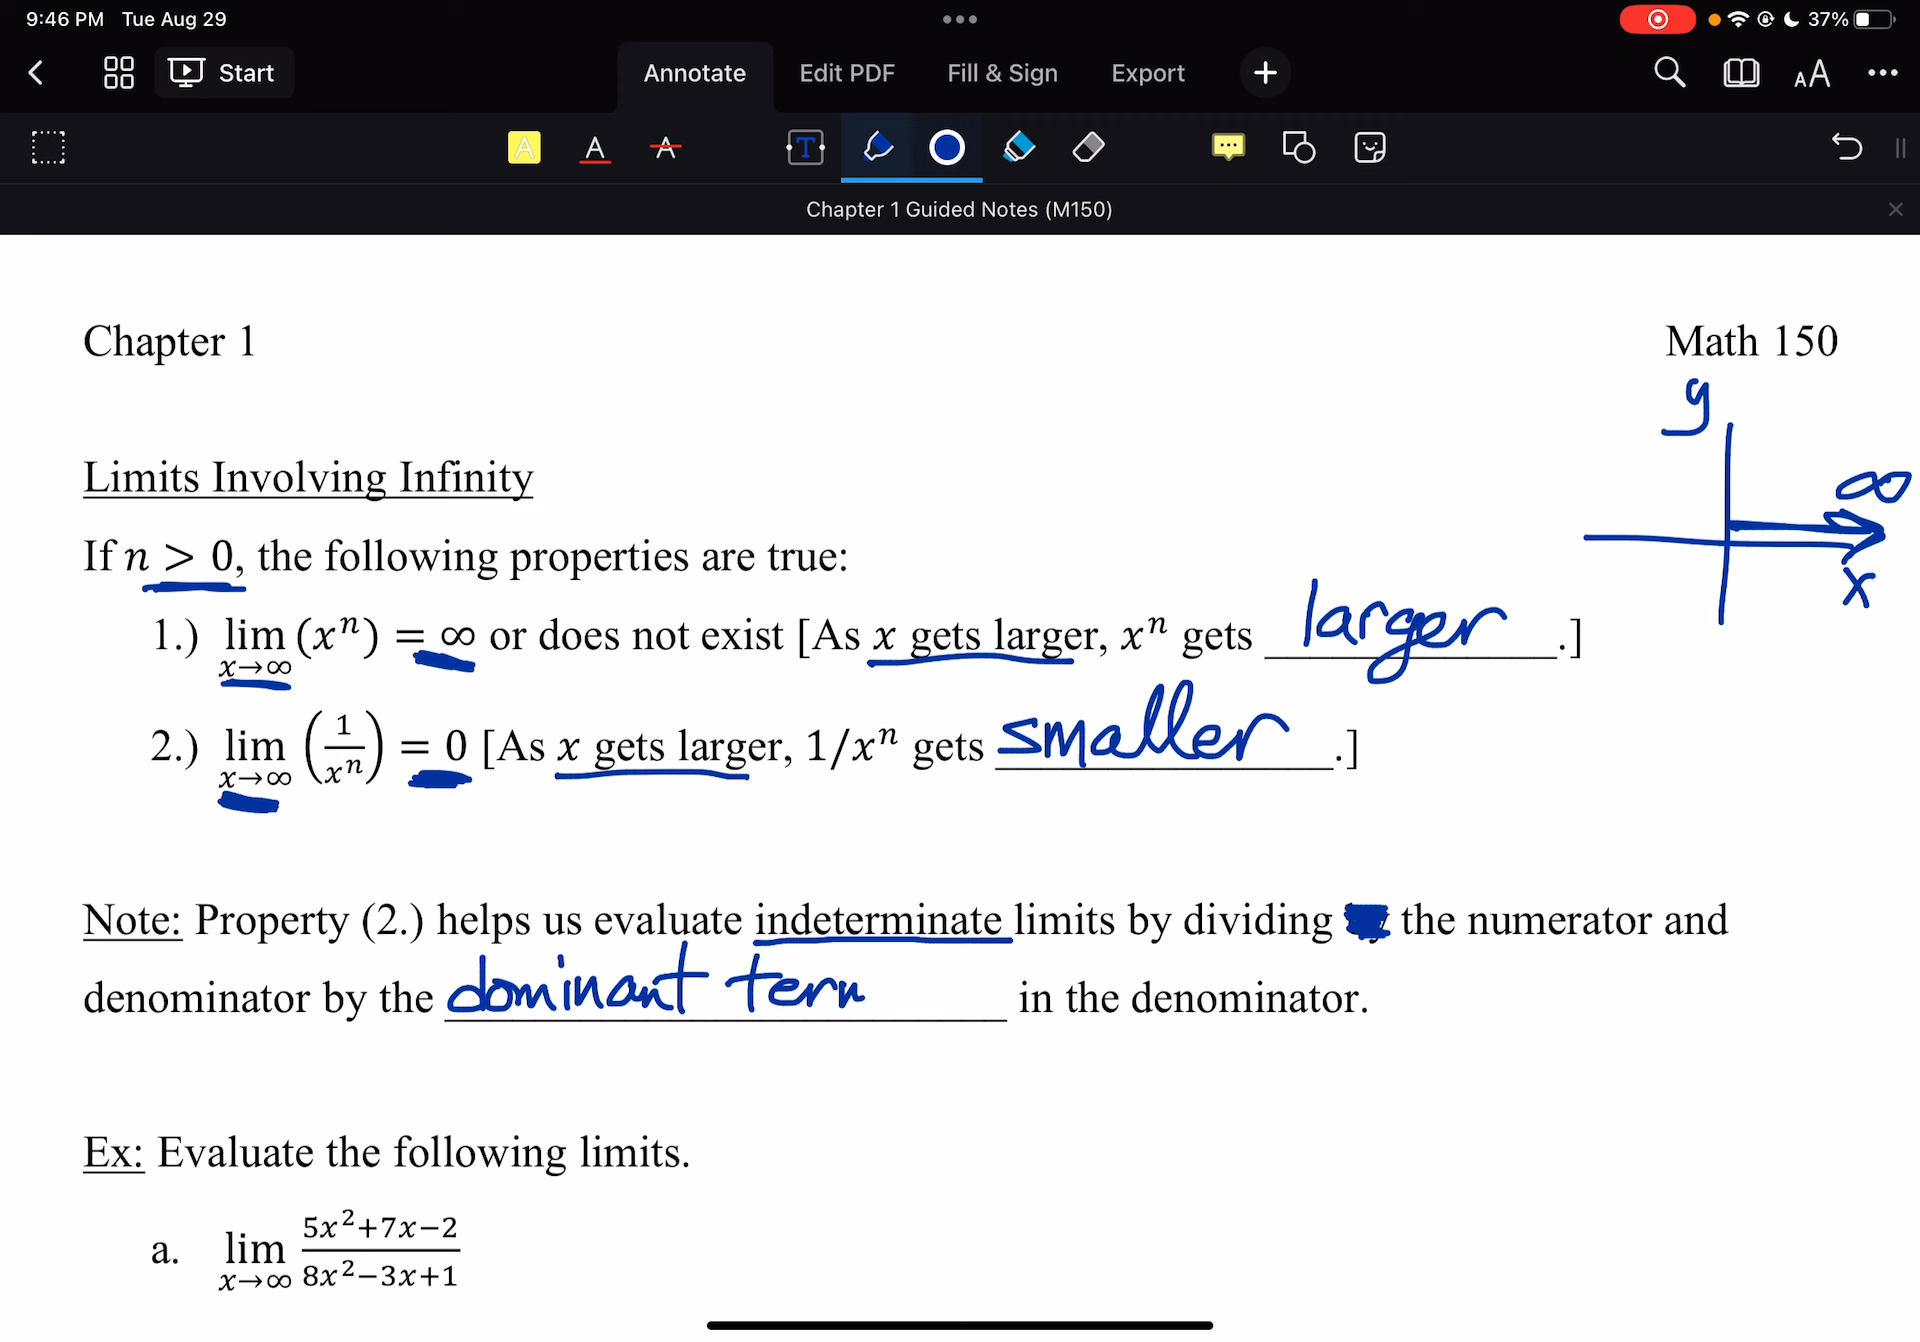 9:46 PM Tue Aug 29
37%
Start Annotate Edit PDF Fill & Sign Export + AA
A A A T
Chapter 1 Guided Notes (M150)
Chapter 1 Math 150
y
∞
x
Limits Involving Infinity
If n > 0, the following properties are true:
1.) lim x→∞ (xⁿ) = ∞ or does not exist [As x gets larger, xⁿ gets larger.]
2.) lim x→∞ (1/xⁿ) = 0 [As x gets larger, 1/xⁿ gets smaller.]
Note: Property (2.) helps us evaluate indeterminate limits by dividing the numerator and
denominator by the dominant term in the denominator.
Ex: Evaluate the following limits.
a. lim x→∞ (5x²+7x−2)/(8x²−3x+1)